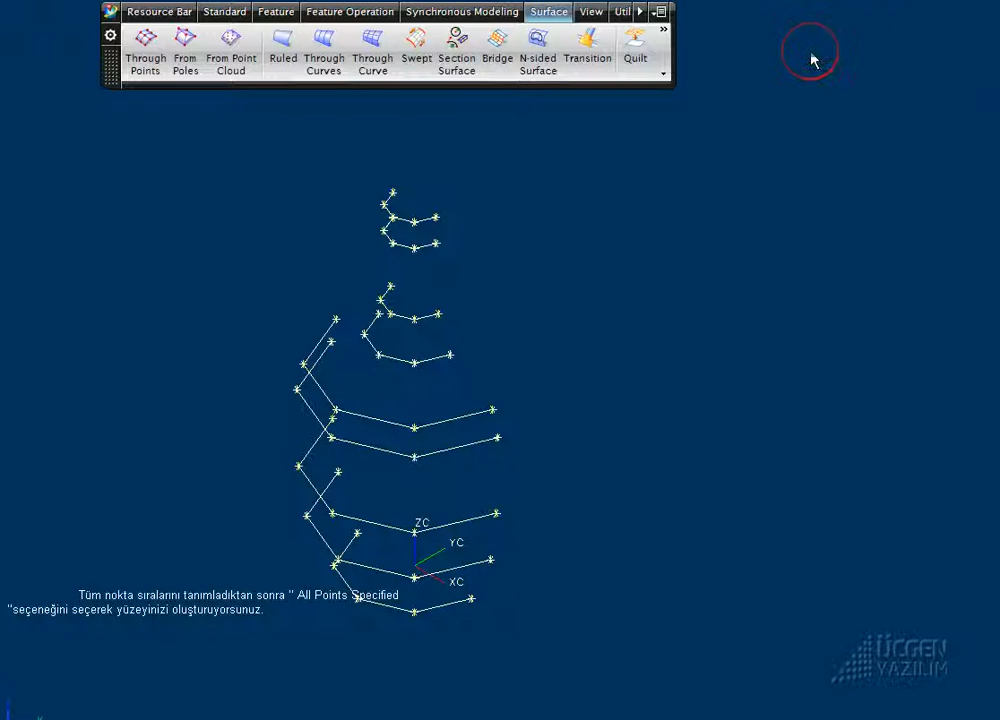 Resource Bar Standard Feature Feature Operation Synchronous Modeling Surface View Util
Through Points
From Poles
From Point Cloud
Ruled
Through Curves
Through Curve
Swept
Section Surface
Bridge
N-sided Surface
Transition
Quilt
ZC
YC
XC
Tüm nokta sıralarını tanımladıktan sonra " All Points Specified
"seçeneğini seçerek yüzeyinizi oluşturuyorsunuz.
ÜÇGEN
YAZILIM